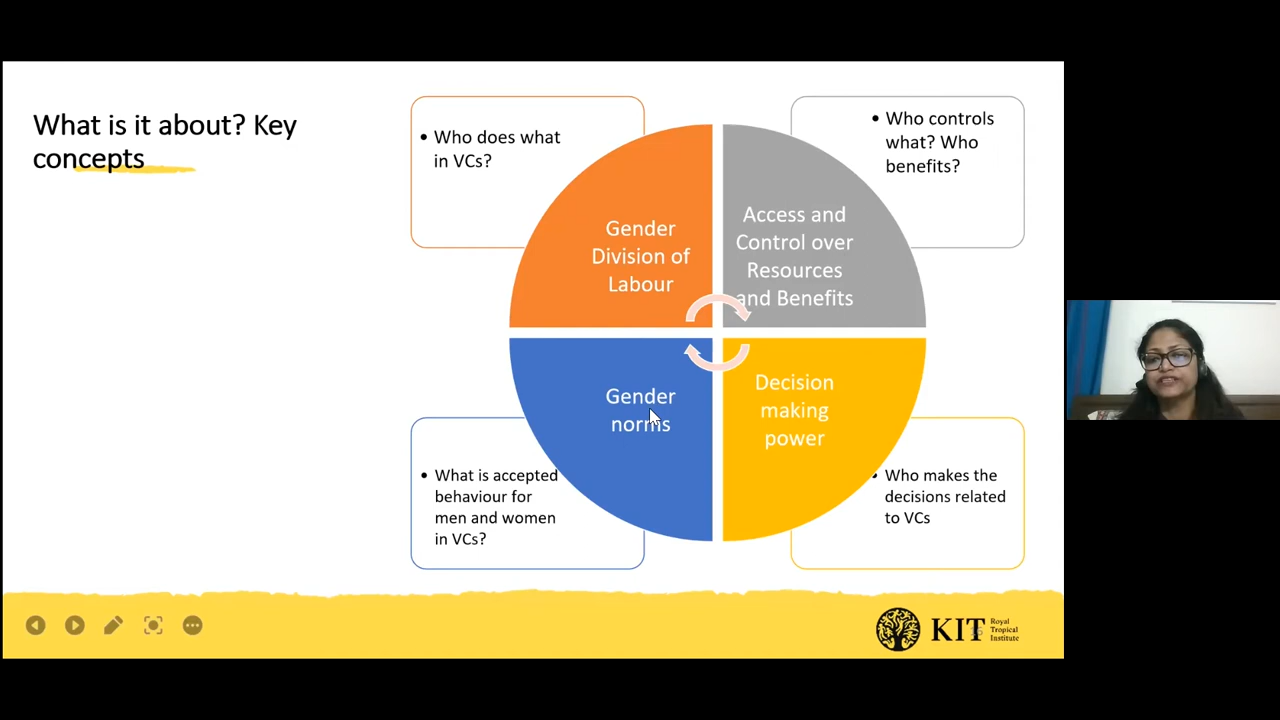 What is it about? Key
concepts
• Who does what
in VCs?
• Who controls
what? Who
benefits?
Gender
Division of
Labour
Access and
Control over
Resources
and Benefits
Gender
norms
Decision
making
power
• What is accepted
behaviour for
men and women
in VCs?
• Who makes the
decisions related
to VCs
KIT
Royal
Tropical
Institute